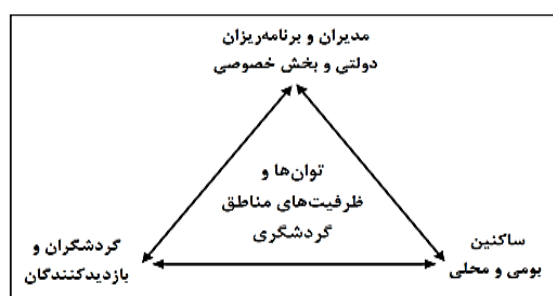 مدیران و برنامه‌ریزان
دولتی و بخش خصوصی
توان‌ها و
ظرفیت‌های مناطق
گردشگری
ساکنین
بومی و محلی
گردشگران و
بازدیدکنندگان